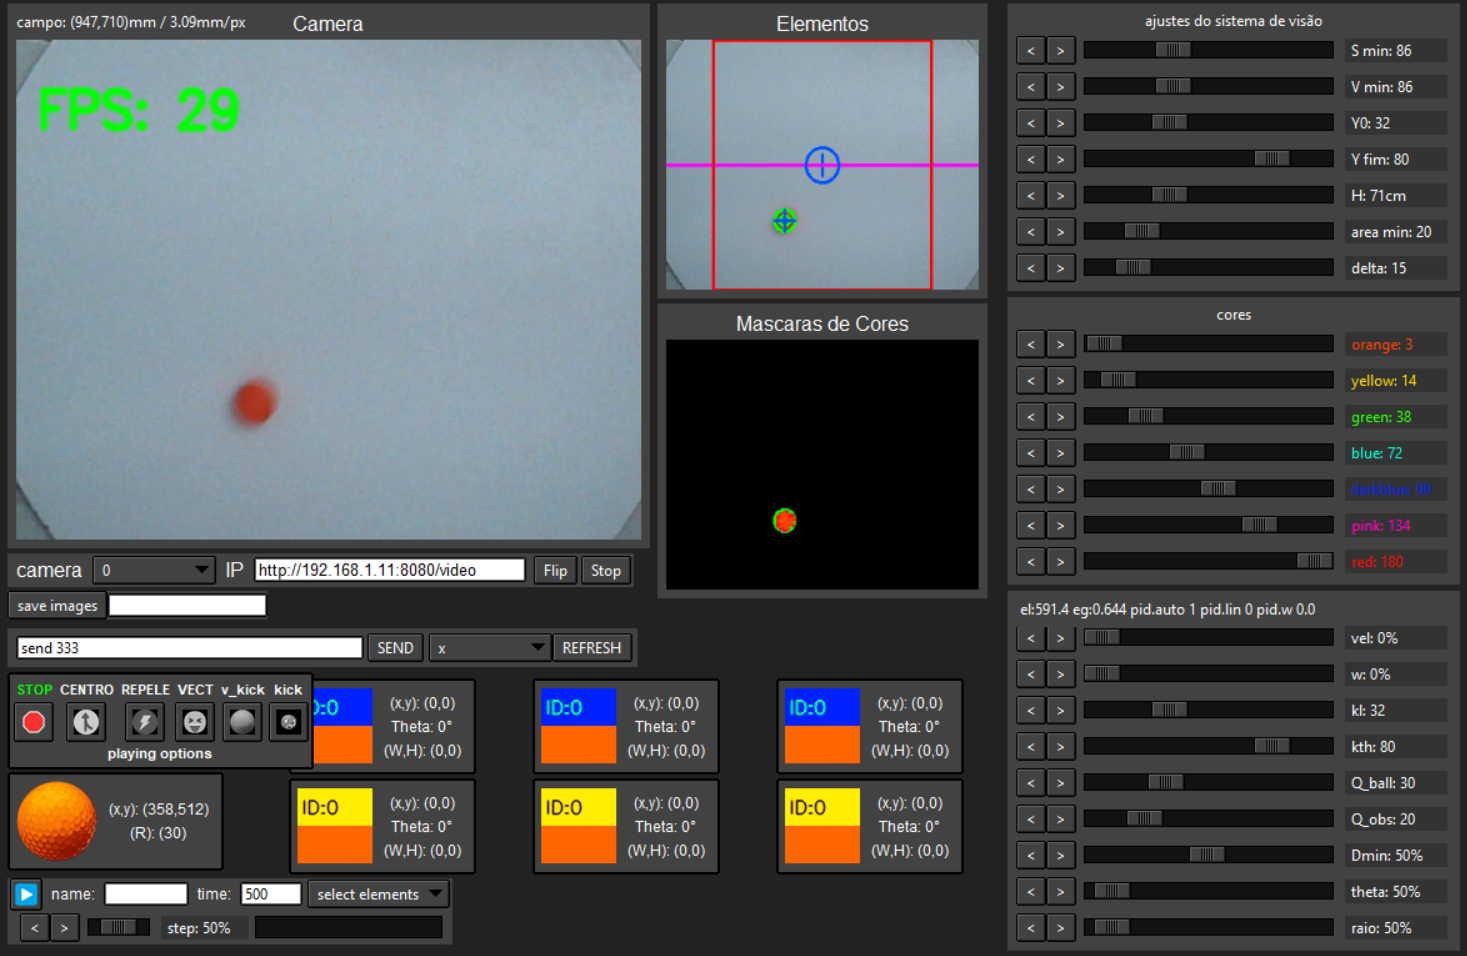 campo: (947,710)mm / 3.09mm/px
Camera
FPS: 29
Elementos
Mascaras de Cores
ajustes do sistema de visão
< > S min: 86
< > V min: 86
< > Y0: 32
< > Y fim: 80
< > H: 71cm
< > area min: 20
< > delta: 15
cores
< > orange: 3
< > yellow: 14
< > green: 38
< > blue: 72
< > darkblue: 99
< > pink: 134
< > red: 180
el:591.4 eg:0.644 pid.auto 1 pid.lin 0 pid.w 0.0
< > vel: 0%
< > w: 0%
< > kl: 32
< > kth: 80
< > Q_ball: 30
< > Q_obs: 20
< > Dmin: 50%
< > theta: 50%
< > raio: 50%
camera 0 IP http://192.168.1.11:8080/video Flip Stop
save images
send 333 SEND x REFRESH
STOP CENTRO REPELE VECT v_kick kick
playing options
D:0
(x,y): (0,0)
Theta: 0°
(W,H): (0,0)
ID:0
(x,y): (0,0)
Theta: 0°
(W,H): (0,0)
ID:0
(x,y): (0,0)
Theta: 0°
(W,H): (0,0)
(x,y): (358,512)
(R): (30)
ID:0
(x,y): (0,0)
Theta: 0°
(W,H): (0,0)
ID:0
(x,y): (0,0)
Theta: 0°
(W,H): (0,0)
ID:0
(x,y): (0,0)
Theta: 0°
(W,H): (0,0)
name: time: 500 select elements
< > step: 50%